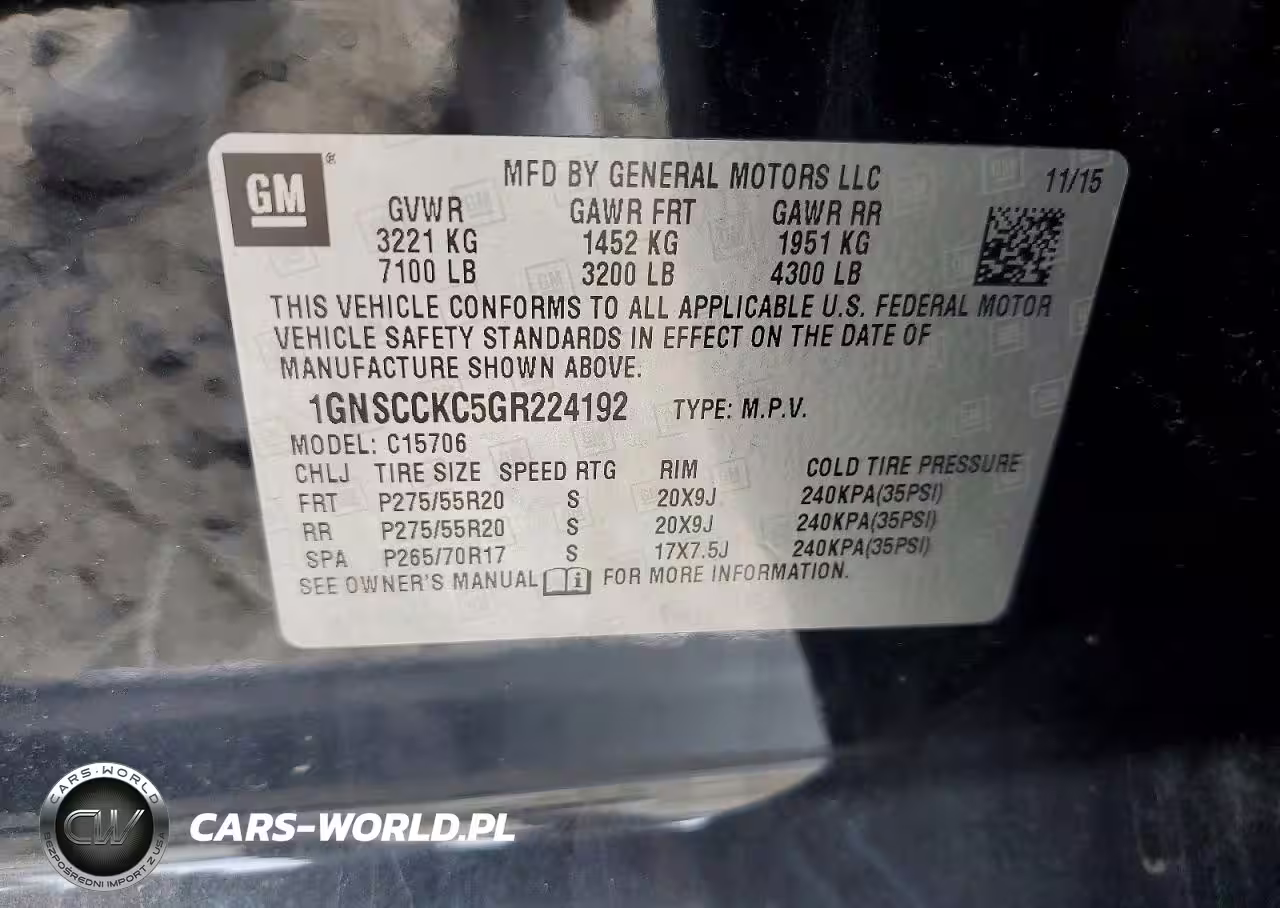 GM ®
MFD BY GENERAL MOTORS LLC
11/15
GVWR GAWR FRT GAWR RR
3221 KG 1452 KG 1951 KG
7100 LB 3200 LB 4300 LB
THIS VEHICLE CONFORMS TO ALL APPLICABLE U.S. FEDERAL MOTOR
VEHICLE SAFETY STANDARDS IN EFFECT ON THE DATE OF
MANUFACTURE SHOWN ABOVE.
1GNSCCKC5GR224192 TYPE: M.P.V.
MODEL: C15706
CHLJ TIRE SIZE SPEED RTG RIM COLD TIRE PRESSURE
FRT P275/55R20 S 20X9J 240KPA(35PSI)
RR P275/55R20 S 20X9J 240KPA(35PSI)
SPA P265/70R17 S 17X7.5J 240KPA(35PSI)
SEE OWNER'S MANUAL i FOR MORE INFORMATION.
CARS-WORLD
CW
BEZPOŚREDNI IMPORT Z USA
CARS-WORLD.PL